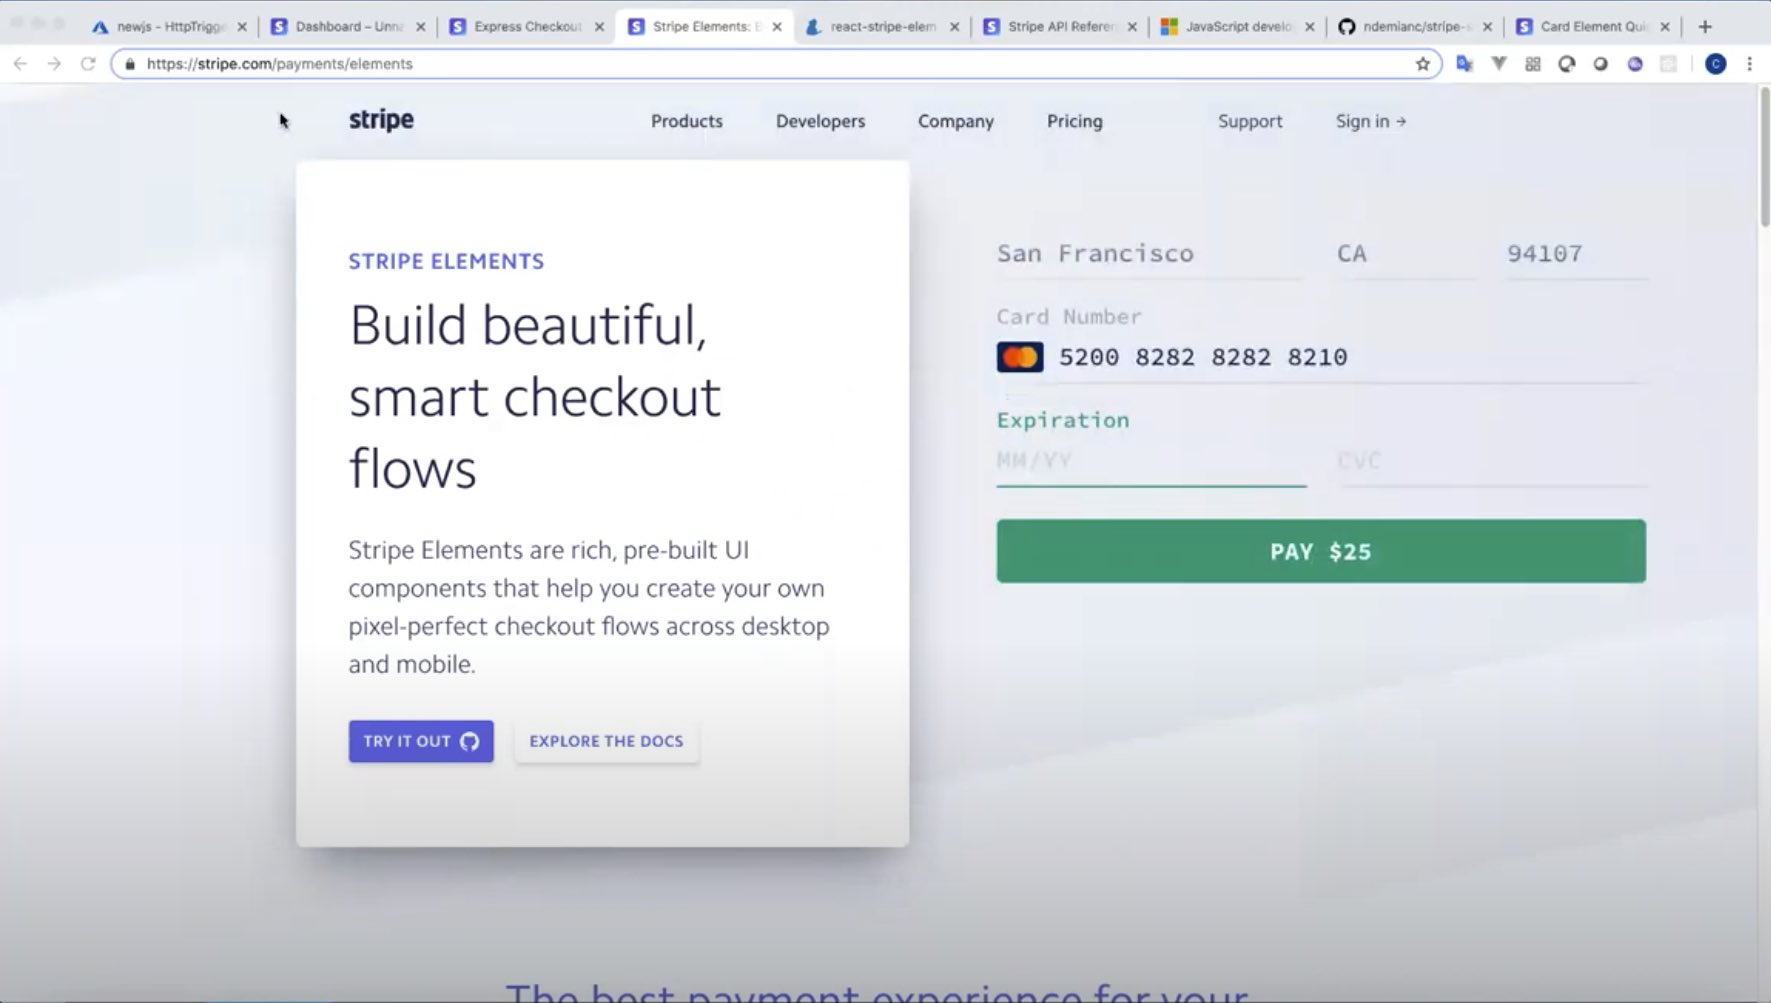 newjs - HttpTrigge
Dashboard – Unna
Express Checkout
Stripe Elements: B
react-stripe-elem
Stripe API Referen
JavaScript develo
ndemianc/stripe-s
Card Element Qui
https://stripe.com/payments/elements
C
stripe
Products
Developers
Company
Pricing
Support
Sign in →
STRIPE ELEMENTS
Build beautiful,
smart checkout
flows
Stripe Elements are rich, pre-built UI
components that help you create your own
pixel-perfect checkout flows across desktop
and mobile.
TRY IT OUT
EXPLORE THE DOCS
San Francisco
CA
94107
Card Number
5200 8282 8282 8210
Expiration
MM/YY
CVC
PAY $25
The best payment experience for your